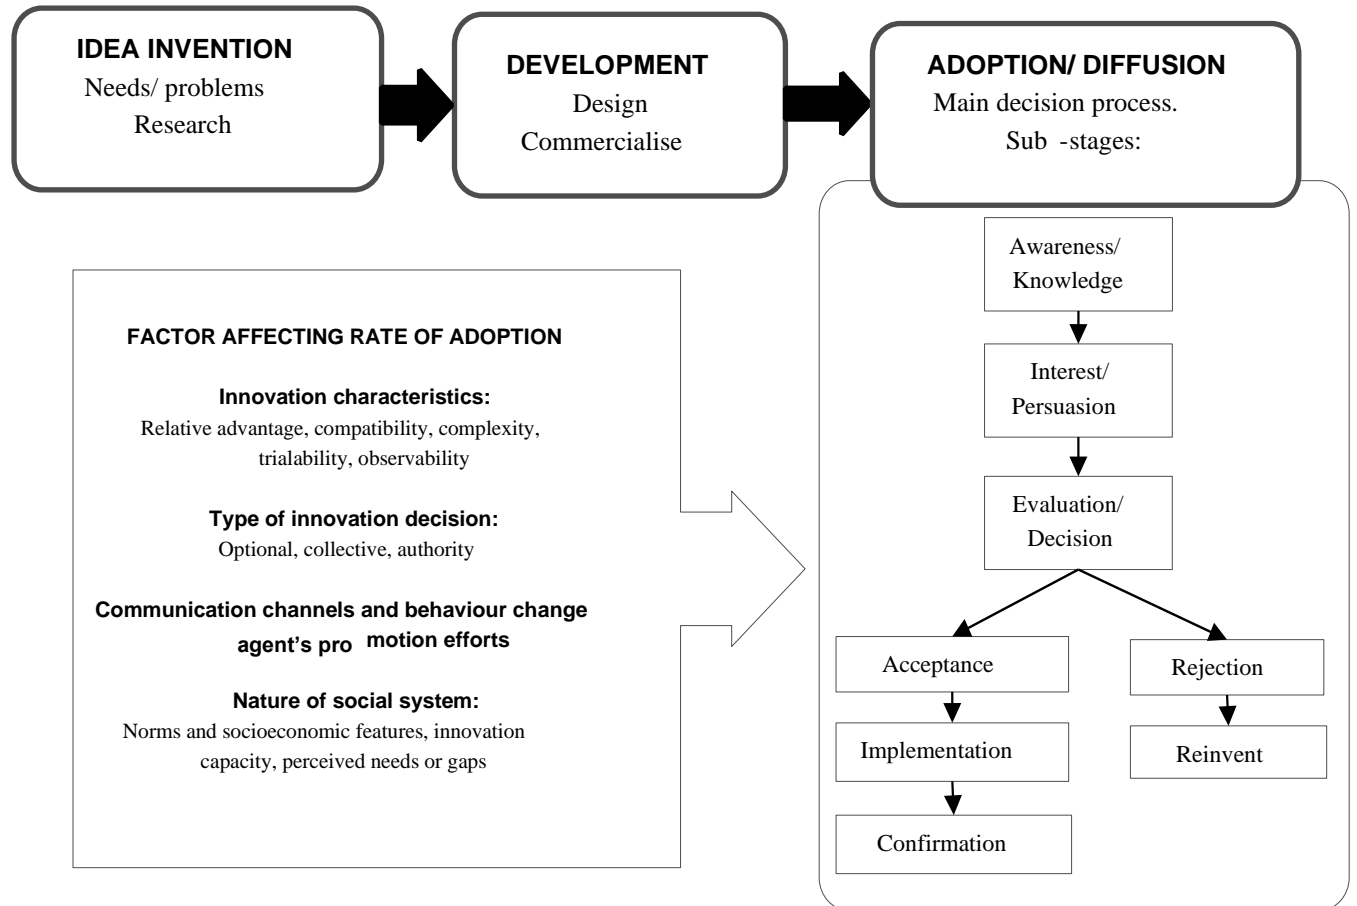 IDEA INVENTION
Needs/ problems
Research
DEVELOPMENT
Design
Commercialise
ADOPTION/ DIFFUSION
Main decision process.
Sub -stages:
Awareness/
Knowledge
Interest/
Persuasion
Evaluation/
Decision
Acceptance
Rejection
Implementation
Reinvent
Confirmation
FACTOR AFFECTING RATE OF ADOPTION
Innovation characteristics:
Relative advantage, compatibility, complexity,
trialability, observability
Type of innovation decision:
Optional, collective, authority
Communication channels and behaviour change
agent’s pro motion efforts
Nature of social system:
Norms and socioeconomic features, innovation
capacity, perceived needs or gaps